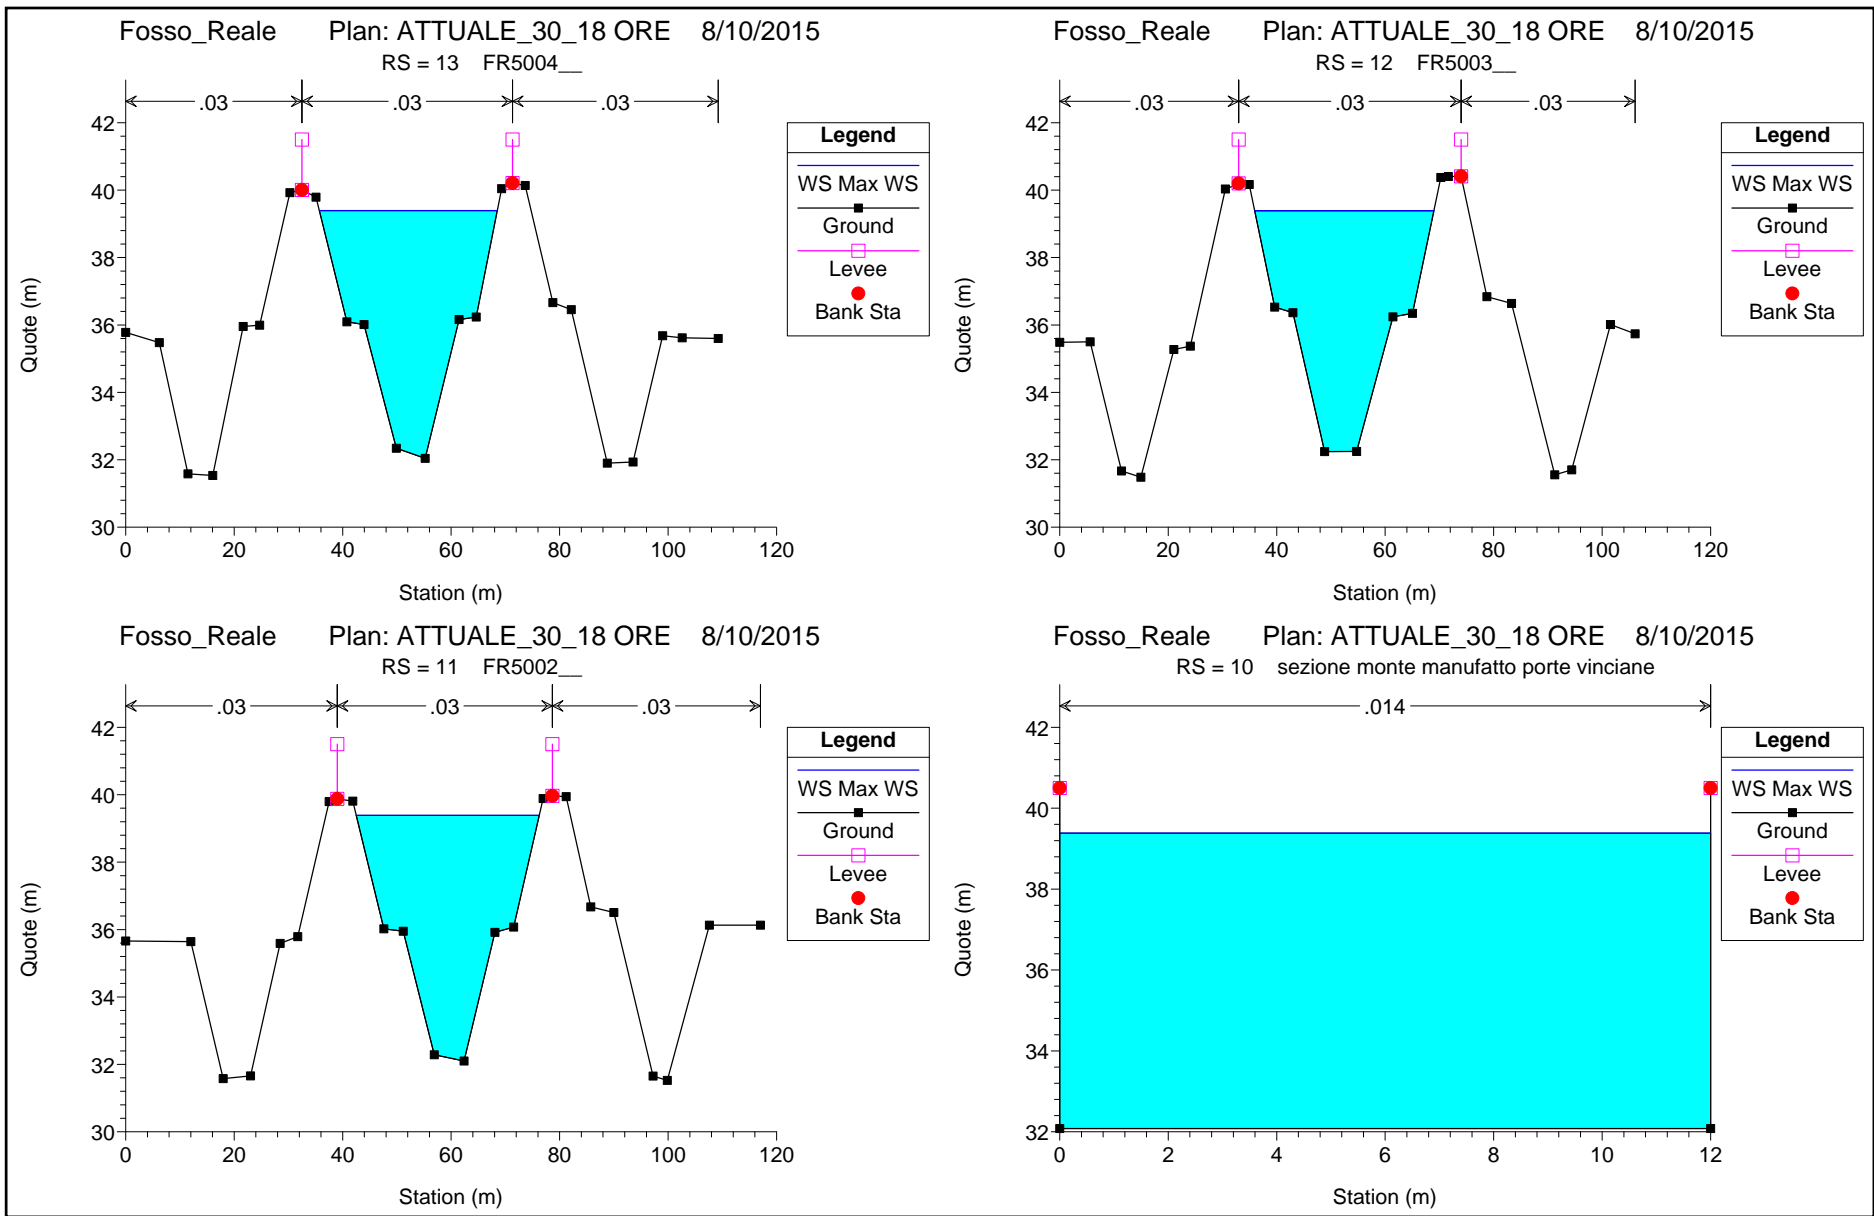 Fosso_Reale Plan: ATTUALE_30_18 ORE 8/10/2015
RS = 13 FR5004__
.03 .03 .03
42
40
38
36
34
32
30
0 20 40 60 80 100 120
Station (m)
Quote (m)
Legend
WS Max WS
Ground
Levee
Bank Sta
Fosso_Reale Plan: ATTUALE_30_18 ORE 8/10/2015
RS = 12 FR5003__
.03 .03 .03
42
40
38
36
34
32
30
0 20 40 60 80 100 120
Station (m)
Quote (m)
Legend
WS Max WS
Ground
Levee
Bank Sta
Fosso_Reale Plan: ATTUALE_30_18 ORE 8/10/2015
RS = 11 FR5002__
.03 .03 .03
42
40
38
36
34
32
30
0 20 40 60 80 100 120
Station (m)
Quote (m)
Legend
WS Max WS
Ground
Levee
Bank Sta
Fosso_Reale Plan: ATTUALE_30_18 ORE 8/10/2015
RS = 10 sezione monte manufatto porte vinciane
.014
42
40
38
36
34
32
0 2 4 6 8 10 12
Station (m)
Quote (m)
Legend
WS Max WS
Ground
Levee
Bank Sta